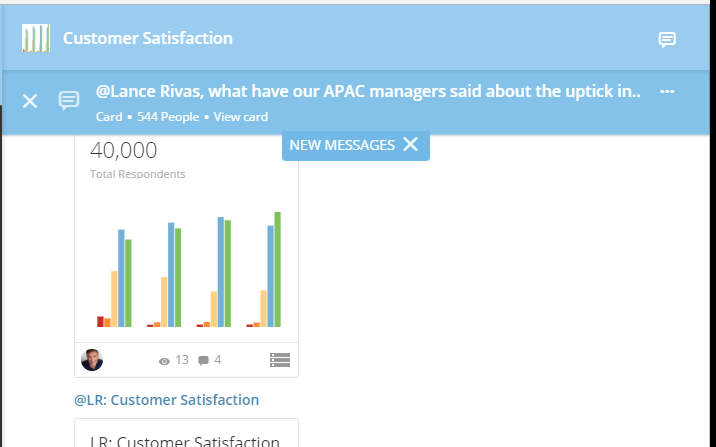 Customer Satisfaction
@Lance Rivas, what have our APAC managers said about the uptick in..
Card • 544 People • View card
NEW MESSAGES
40,000
Total Respondents
13 4
@LR: Customer Satisfaction
LR: Customer Satisfaction